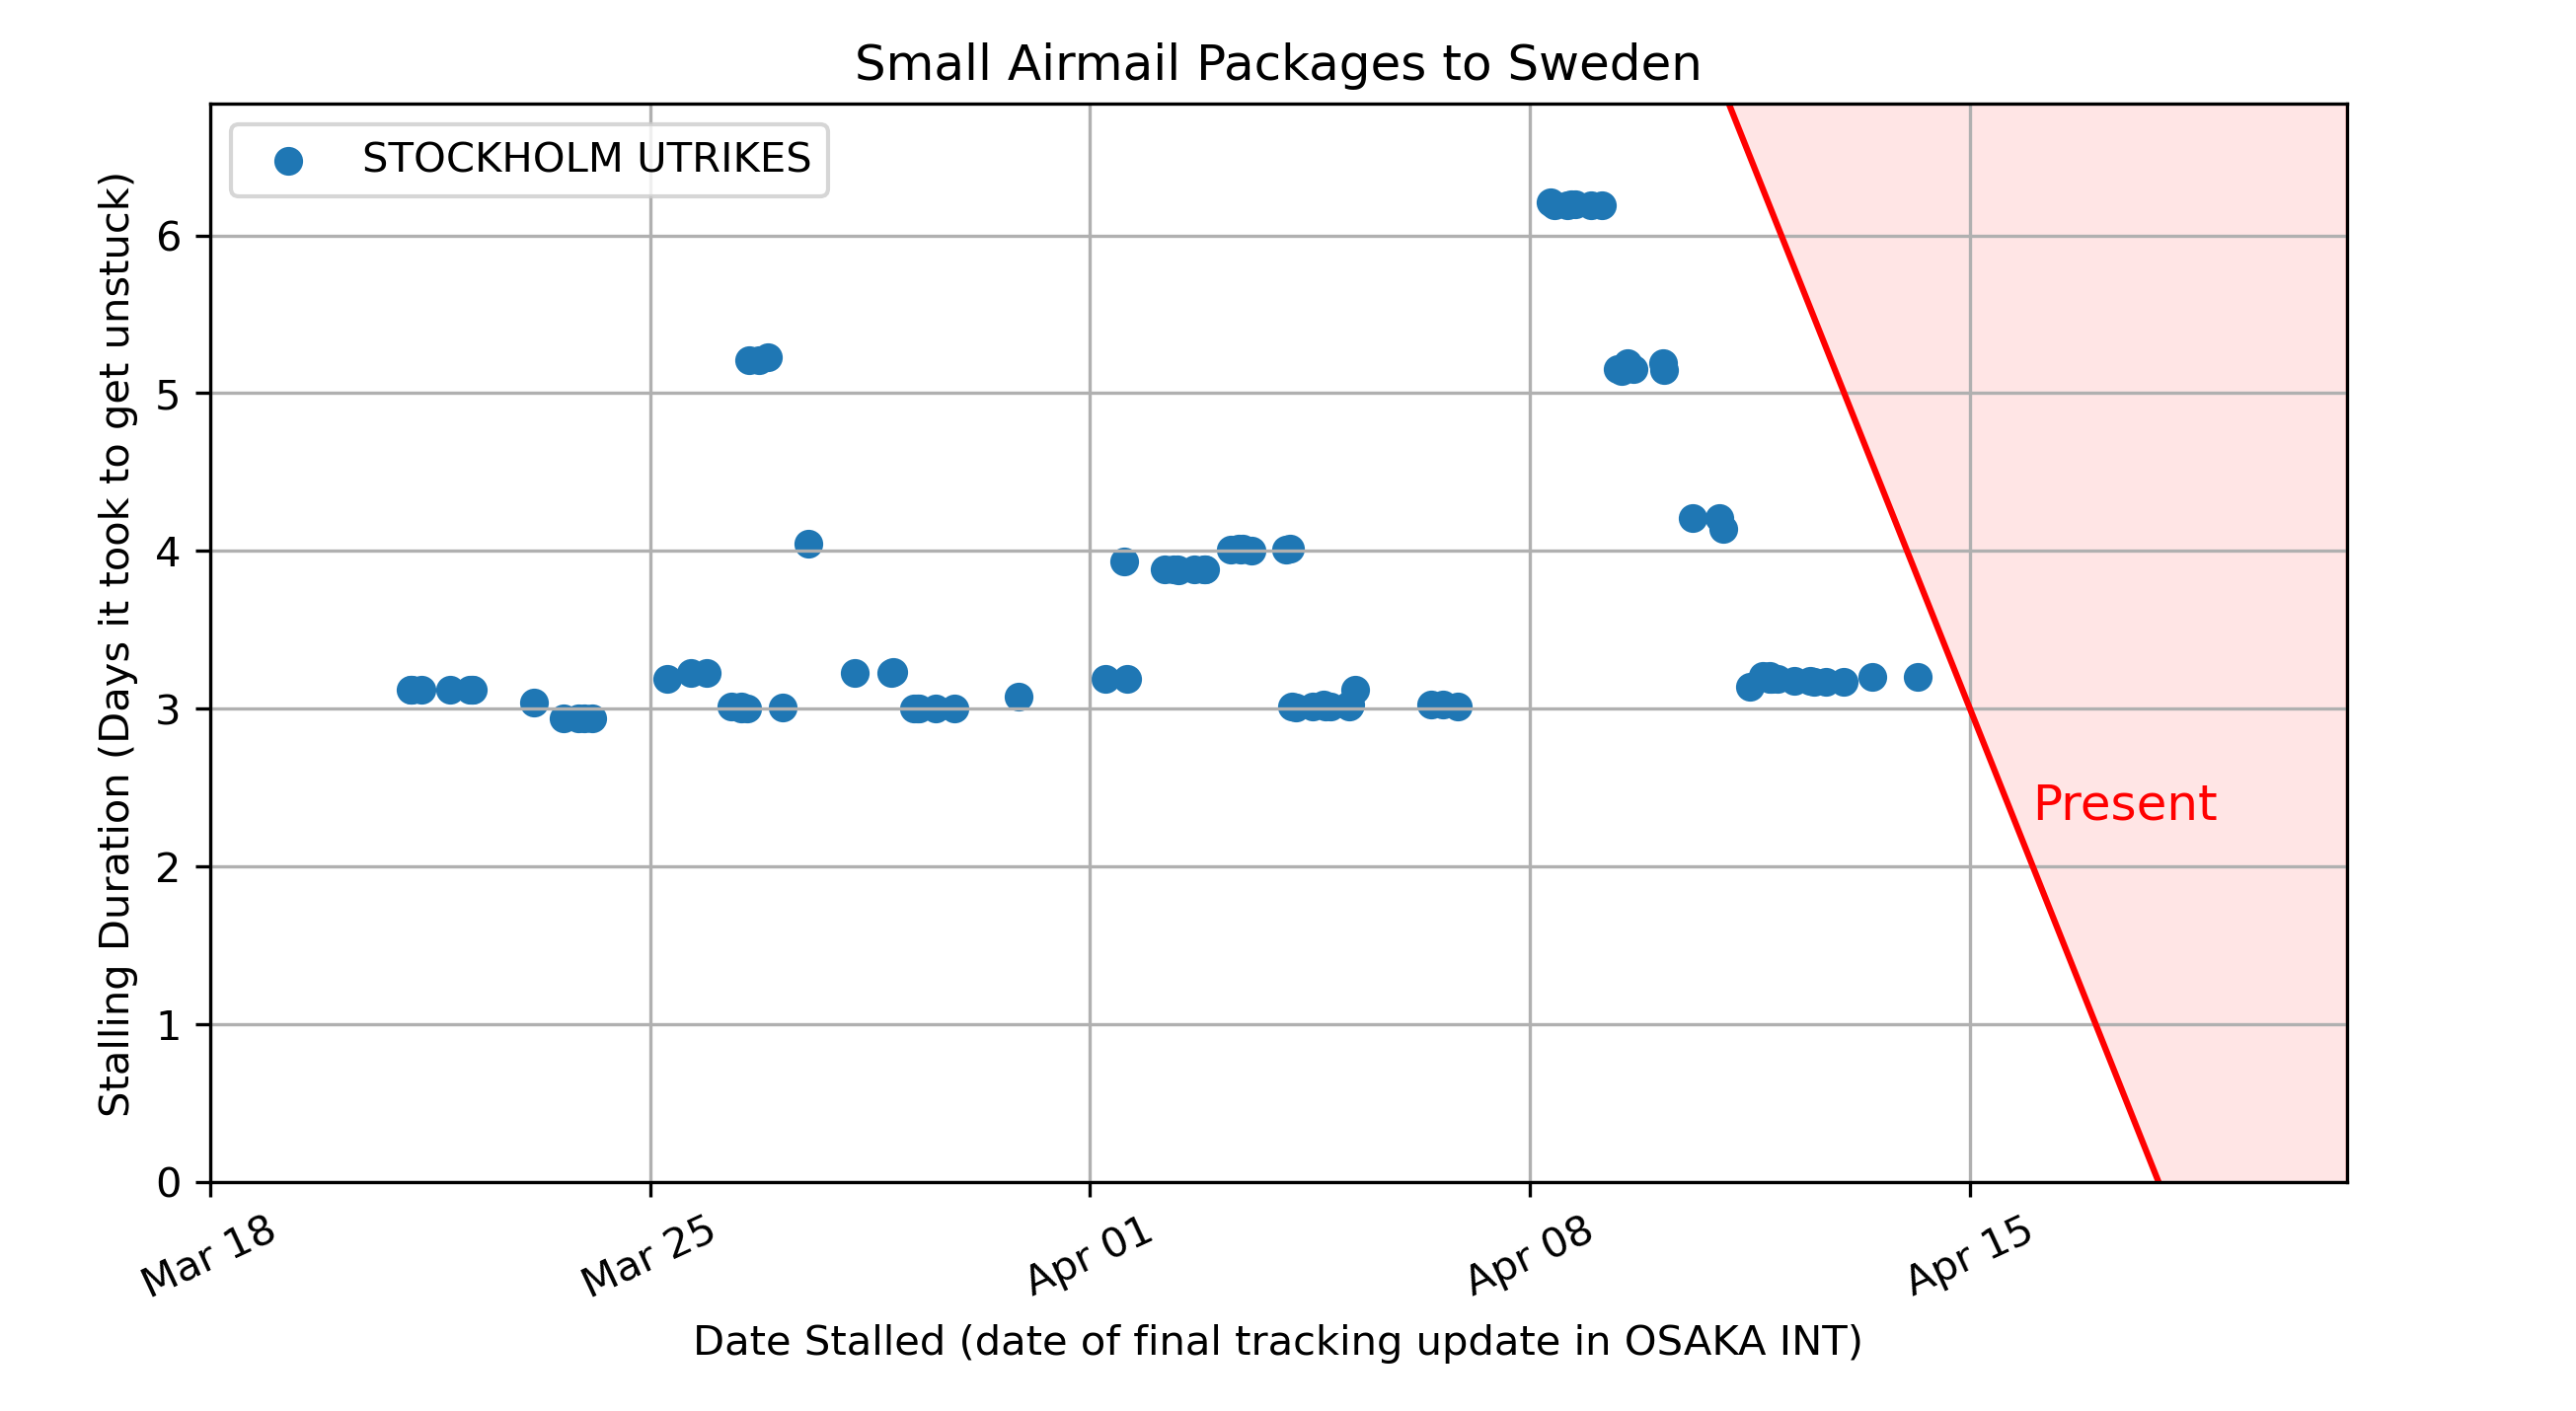 Small Airmail Packages to Sweden
STOCKHOLM UTRIKES
Stalling Duration (Days it took to get unstuck)
6
5
4
3
2
1
0
Present
Mar 18
Mar 25
Apr 01
Apr 08
Apr 15
Date Stalled (date of final tracking update in OSAKA INT)